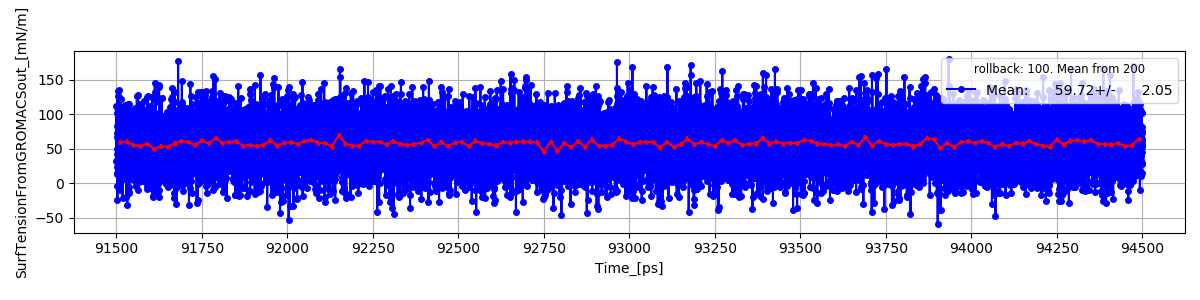 SurfTensionFromGROMACSout_[mN/m]
150
100
50
0
−50
rollback: 100. Mean from 200
Mean: 59.72+/- 2.05
91500 91750 92000 92250 92500 92750 93000 93250 93500 93750 94000 94250 94500
Time_[ps]